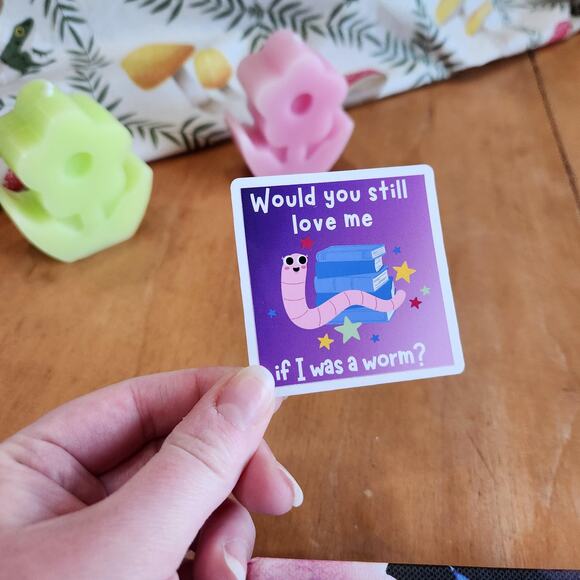 Would you still
love me
if I was a worm?